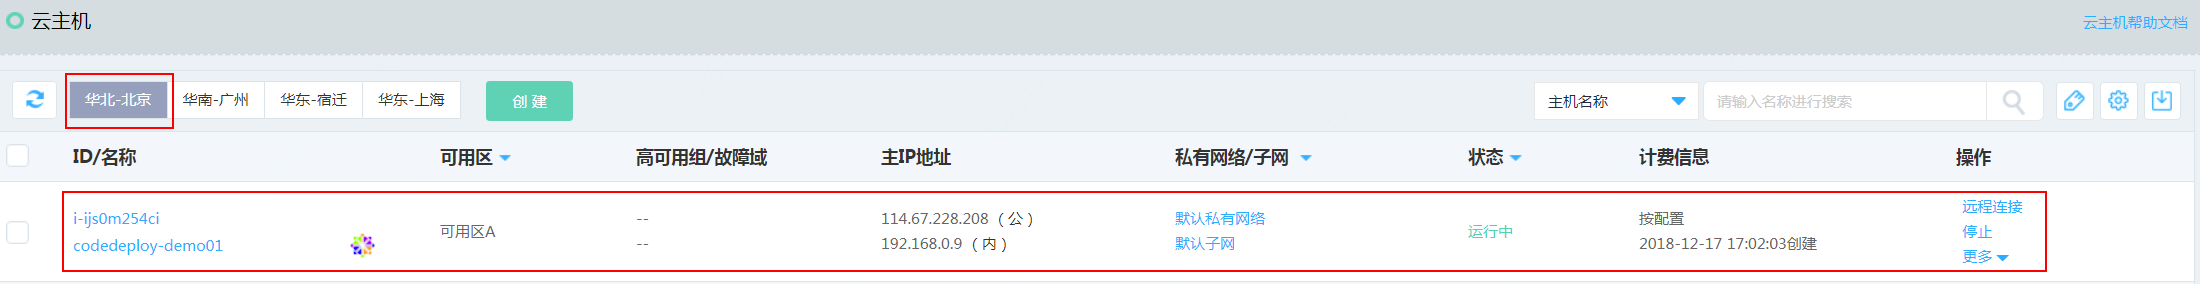 云主机
云主机帮助文档
华北-北京 华南-广州 华东-宿迁 华东-上海 创 建 主机名称 请输入名称进行搜索
ID/名称 可用区 高可用组/故障域 主IP地址 私有网络/子网 状态 计费信息 操作
i-ijs0m254ci
codedeploy-demo01
可用区A
--
--
114.67.228.208 （ 公 ）
192.168.0.9 （ 内 ）
默认私有网络
默认子网
运行中
按配置
2018-12-17 17:02:03创建
远程连接
停止
更多